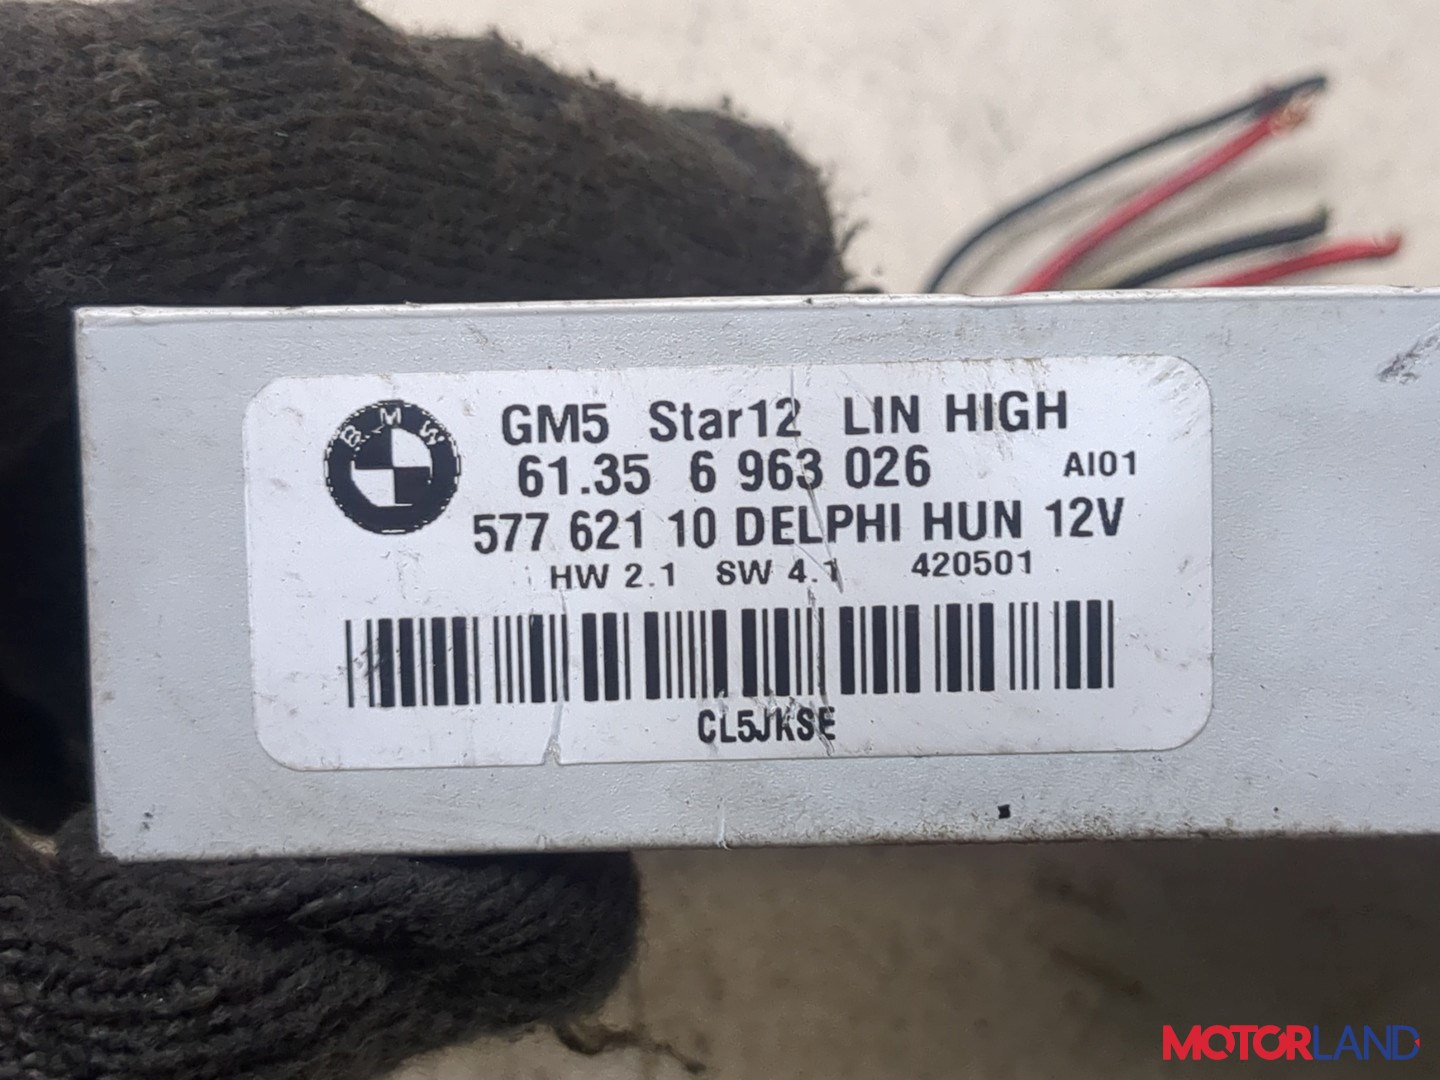 BMW
GM5 Star12 LIN HIGH
61.35 6 963 026 AI01
577 621 10 DELPHI HUN 12V
HW 2.1 SW 4.1 420501
CL5JKSE
MOTORLAND